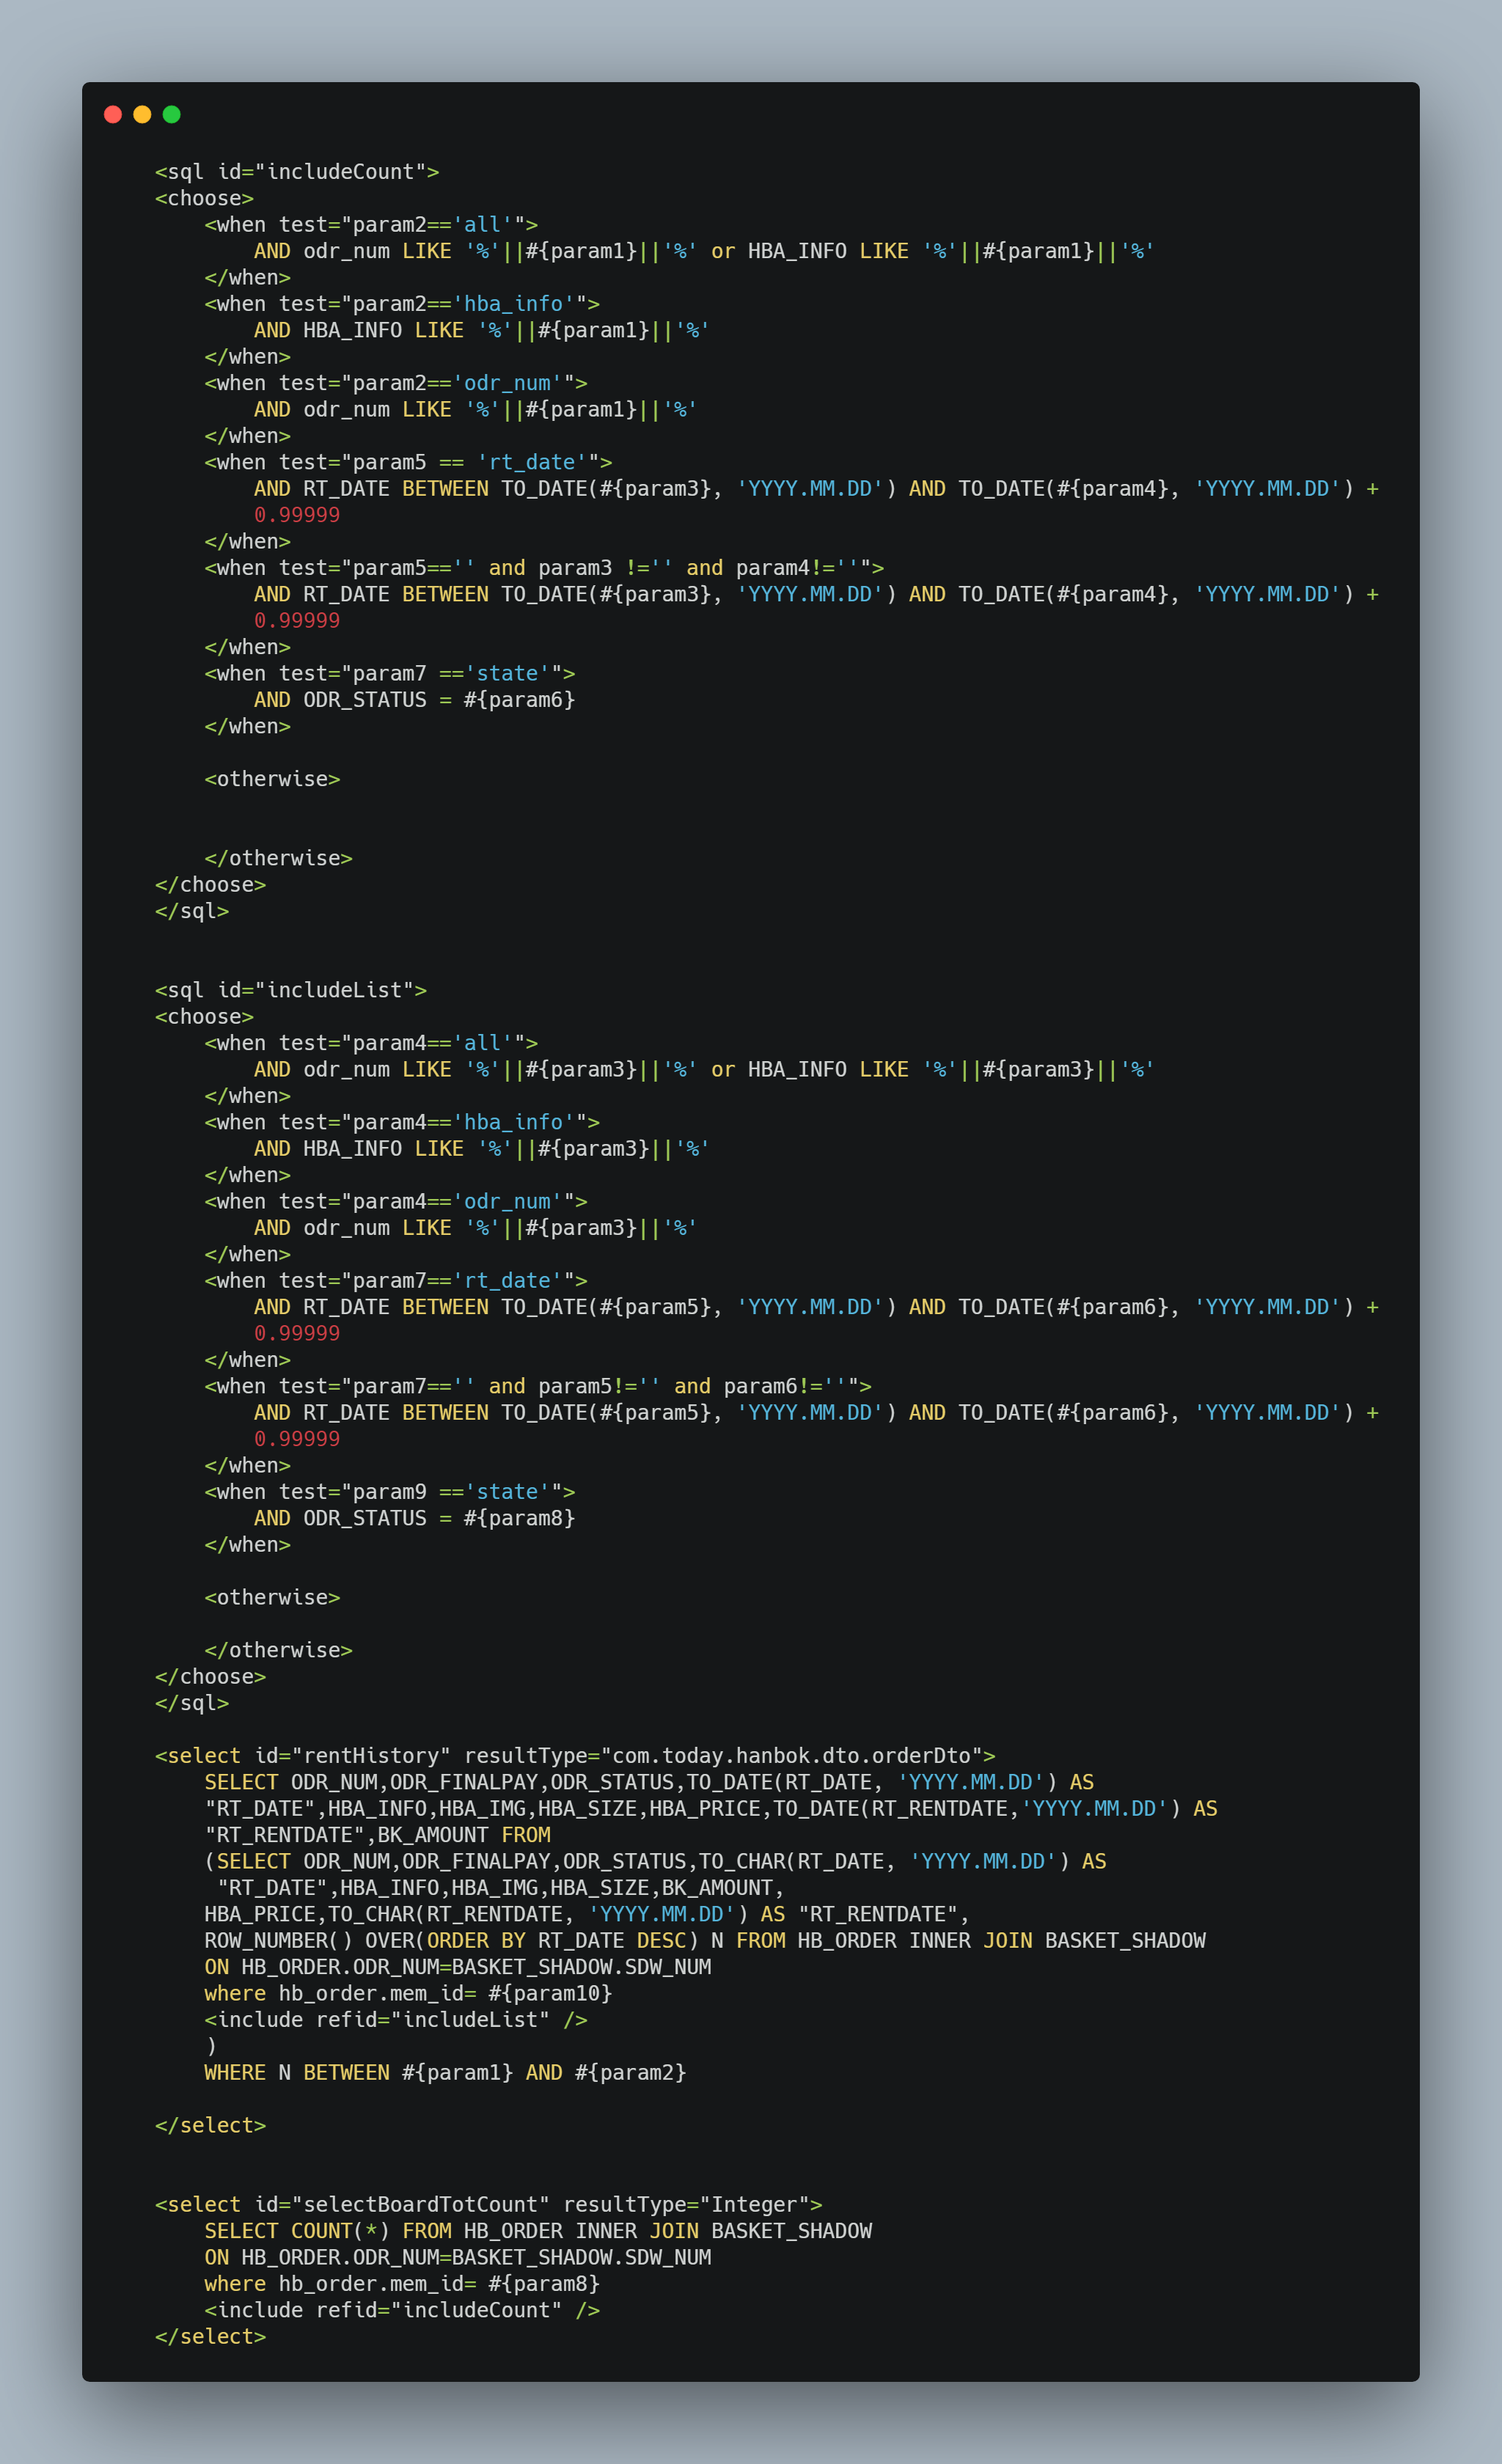 <sql id="includeCount">
<choose>
    <when test="param2=='all'">
        AND odr_num LIKE '%'||#{param1}||'%' or HBA_INFO LIKE '%'||#{param1}||'%'
    </when>
    <when test="param2=='hba_info'">
        AND HBA_INFO LIKE '%'||#{param1}||'%'
    </when>
    <when test="param2=='odr_num'">
        AND odr_num LIKE '%'||#{param1}||'%'
    </when>
    <when test="param5 == 'rt_date'">
        AND RT_DATE BETWEEN TO_DATE(#{param3}, 'YYYY.MM.DD') AND TO_DATE(#{param4}, 'YYYY.MM.DD') +
        0.99999
    </when>
    <when test="param5=='' and param3 !='' and param4!=''">
        AND RT_DATE BETWEEN TO_DATE(#{param3}, 'YYYY.MM.DD') AND TO_DATE(#{param4}, 'YYYY.MM.DD') +
        0.99999
    </when>
    <when test="param7 =='state'">
        AND ODR_STATUS = #{param6}
    </when>

    <otherwise>


    </otherwise>
</choose>
</sql>


<sql id="includeList">
<choose>
    <when test="param4=='all'">
        AND odr_num LIKE '%'||#{param3}||'%' or HBA_INFO LIKE '%'||#{param3}||'%'
    </when>
    <when test="param4=='hba_info'">
        AND HBA_INFO LIKE '%'||#{param3}||'%'
    </when>
    <when test="param4=='odr_num'">
        AND odr_num LIKE '%'||#{param3}||'%'
    </when>
    <when test="param7=='rt_date'">
        AND RT_DATE BETWEEN TO_DATE(#{param5}, 'YYYY.MM.DD') AND TO_DATE(#{param6}, 'YYYY.MM.DD') +
        0.99999
    </when>
    <when test="param7=='' and param5!='' and param6!=''">
        AND RT_DATE BETWEEN TO_DATE(#{param5}, 'YYYY.MM.DD') AND TO_DATE(#{param6}, 'YYYY.MM.DD') +
        0.99999
    </when>
    <when test="param9 =='state'">
        AND ODR_STATUS = #{param8}
    </when>

    <otherwise>

    </otherwise>
</choose>
</sql>

<select id="rentHistory" resultType="com.today.hanbok.dto.orderDto">
    SELECT ODR_NUM,ODR_FINALPAY,ODR_STATUS,TO_DATE(RT_DATE, 'YYYY.MM.DD') AS
    "RT_DATE",HBA_INFO,HBA_IMG,HBA_SIZE,HBA_PRICE,TO_DATE(RT_RENTDATE,'YYYY.MM.DD') AS
    "RT_RENTDATE",BK_AMOUNT FROM
    (SELECT ODR_NUM,ODR_FINALPAY,ODR_STATUS,TO_CHAR(RT_DATE, 'YYYY.MM.DD') AS
     "RT_DATE",HBA_INFO,HBA_IMG,HBA_SIZE,BK_AMOUNT,
    HBA_PRICE,TO_CHAR(RT_RENTDATE, 'YYYY.MM.DD') AS "RT_RENTDATE",
    ROW_NUMBER() OVER(ORDER BY RT_DATE DESC) N FROM HB_ORDER INNER JOIN BASKET_SHADOW
    ON HB_ORDER.ODR_NUM=BASKET_SHADOW.SDW_NUM
    where hb_order.mem_id= #{param10}
    <include refid="includeList" />
    )
    WHERE N BETWEEN #{param1} AND #{param2}

</select>


<select id="selectBoardTotCount" resultType="Integer">
    SELECT COUNT(*) FROM HB_ORDER INNER JOIN BASKET_SHADOW
    ON HB_ORDER.ODR_NUM=BASKET_SHADOW.SDW_NUM
    where hb_order.mem_id= #{param8}
    <include refid="includeCount" />
</select>